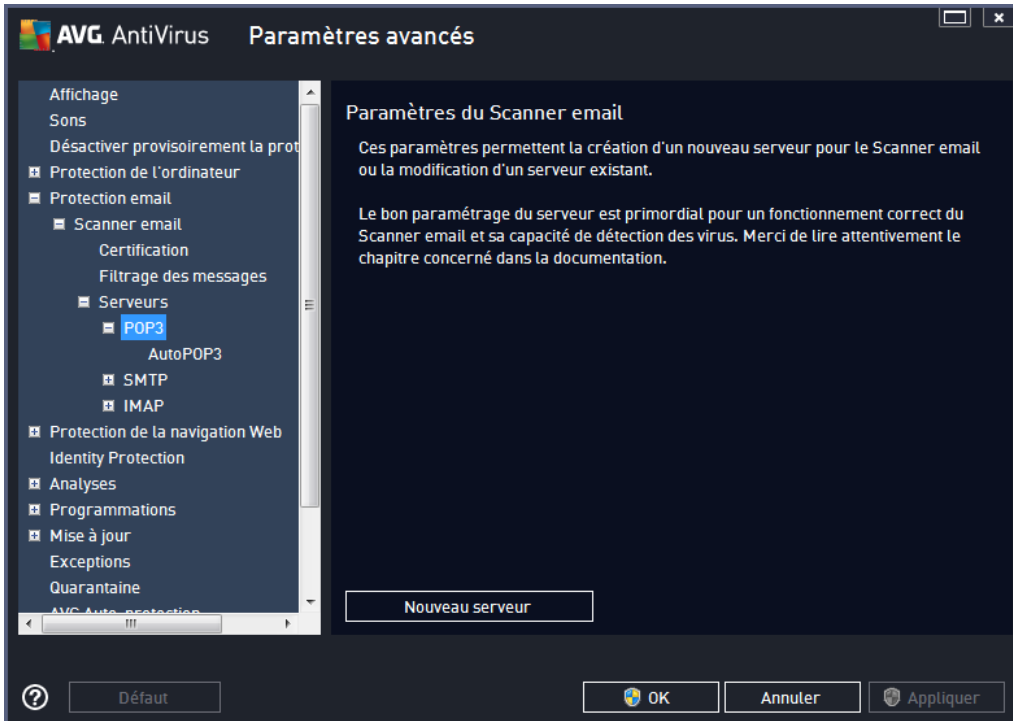 AVG. AntiVirus Paramètres avancés
Affichage
Sons
Désactiver provisoirement la prot
Protection de l'ordinateur
Protection email
Scanner email
Certification
Filtrage des messages
Serveurs
POP3
AutoPOP3
SMTP
IMAP
Protection de la navigation Web
Identity Protection
Analyses
Programmations
Mise à jour
Exceptions
Quarantaine
AVG Auto-protection
Paramètres du Scanner email
Ces paramètres permettent la création d'un nouveau serveur pour le Scanner email
ou la modification d'un serveur existant.
Le bon paramétrage du serveur est primordial pour un fonctionnement correct du
Scanner email et sa capacité de détection des virus. Merci de lire attentivement le
chapitre concerné dans la documentation.
Nouveau serveur
Défaut
OK
Annuler
Appliquer